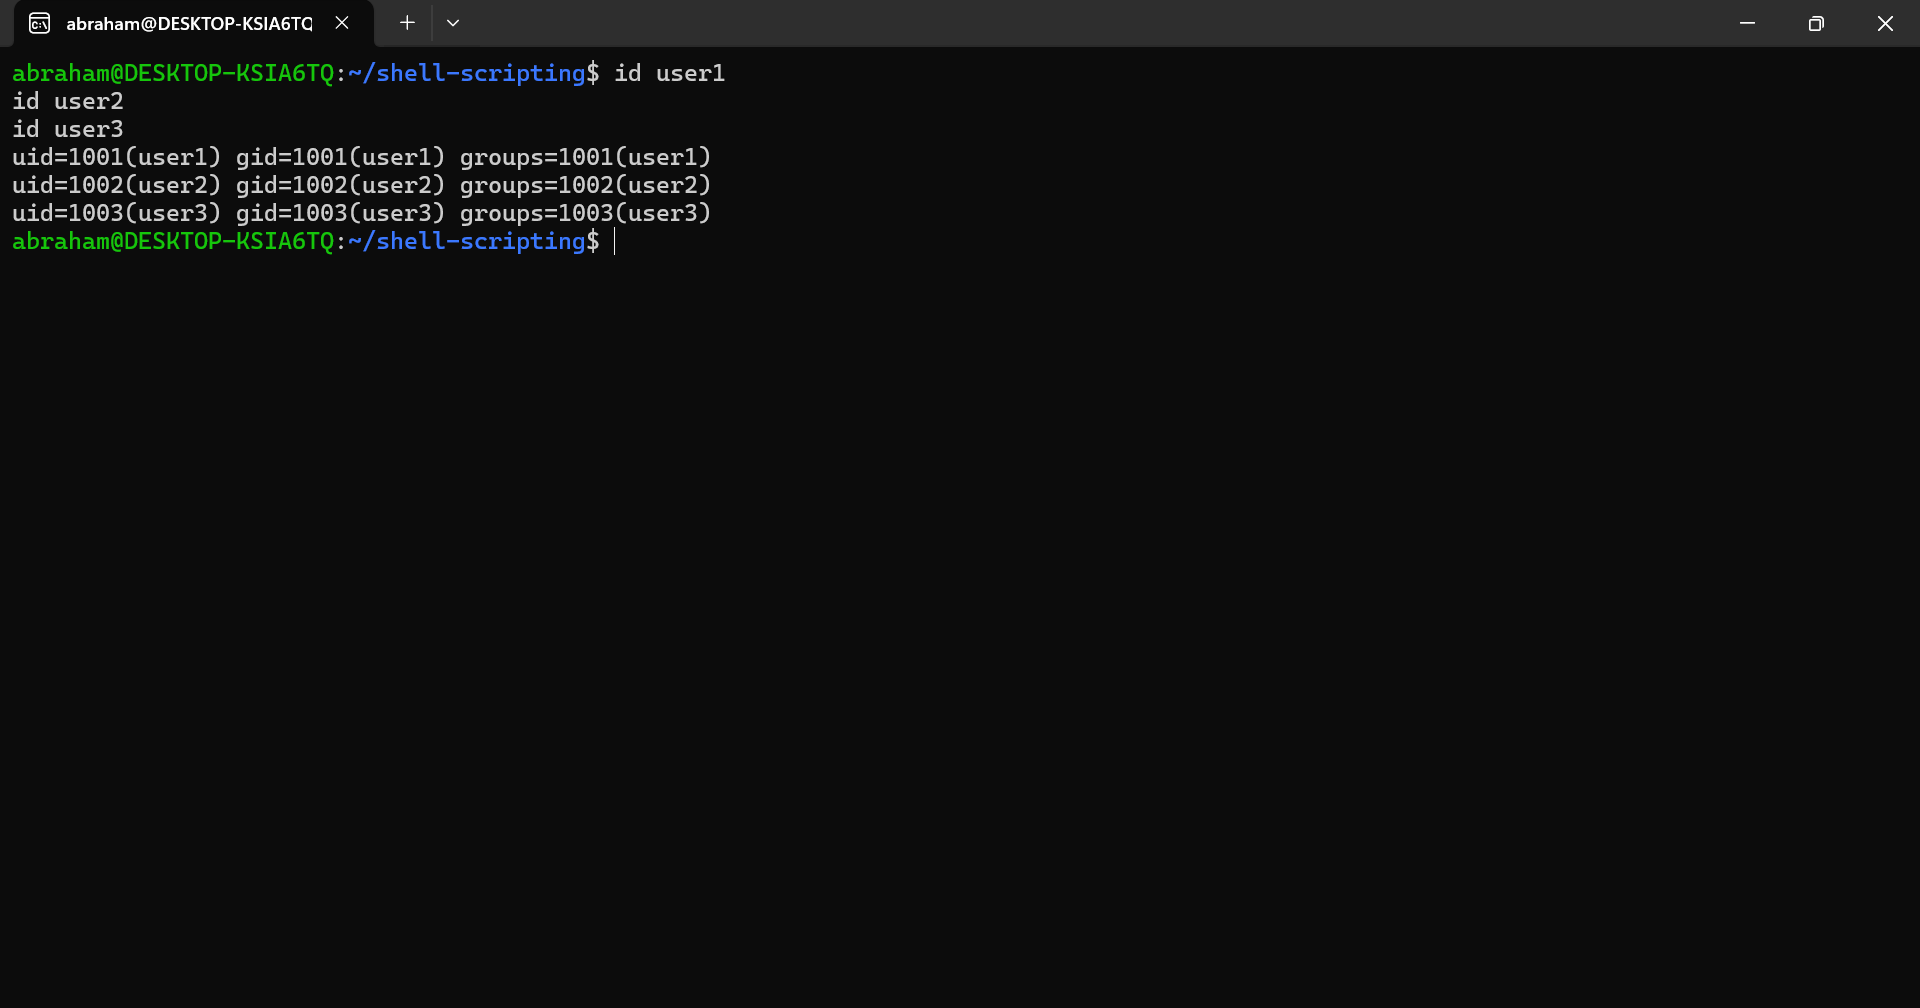 abraham@DESKTOP-KSIA6TQ
abraham@DESKTOP-KSIA6TQ:~/shell-scripting$ id user1
id user2
id user3
uid=1001(user1) gid=1001(user1) groups=1001(user1)
uid=1002(user2) gid=1002(user2) groups=1002(user2)
uid=1003(user3) gid=1003(user3) groups=1003(user3)
abraham@DESKTOP-KSIA6TQ:~/shell-scripting$